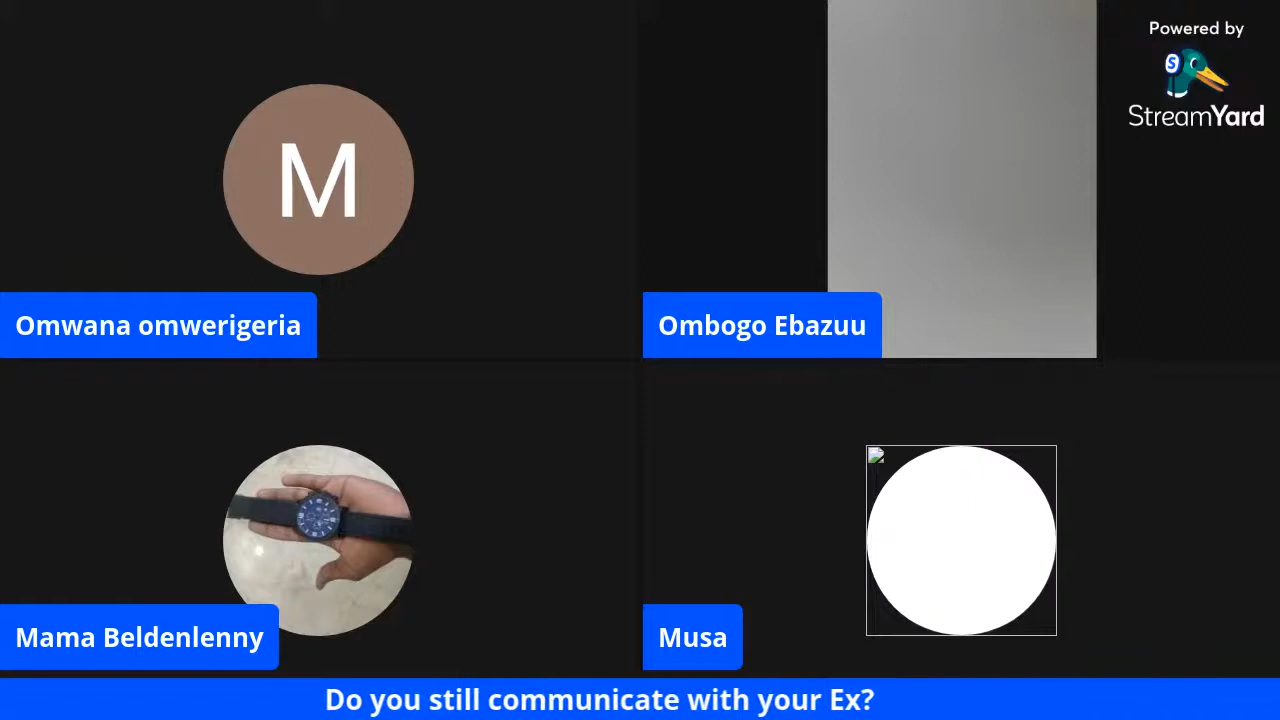 Powered by
S
StreamYard
M
Omwana omwerigeria
Ombogo Ebazuu
Mama Beldenlenny
Musa
Do you still communicate with your Ex?